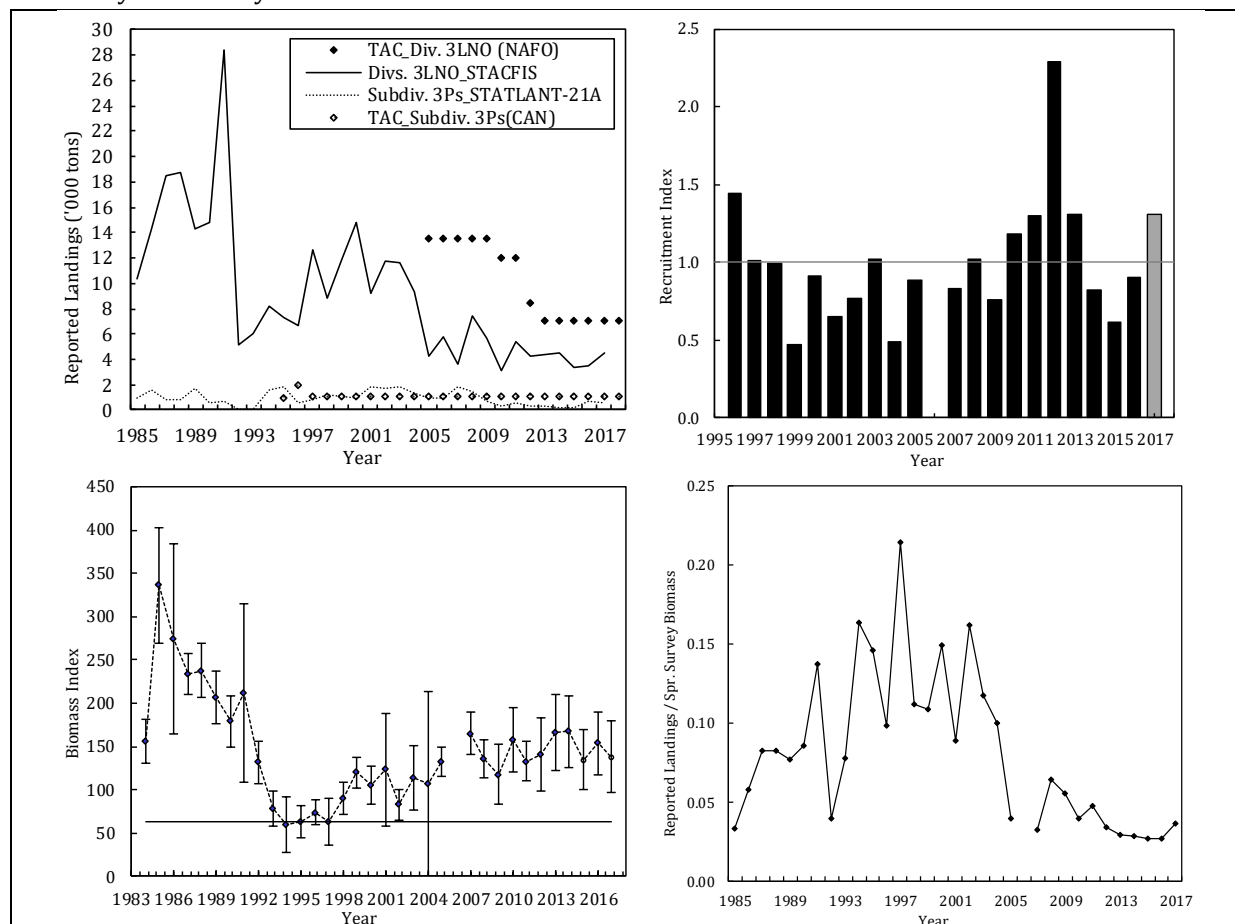 30
28
26
24
22
20
18
16
14
12
10
8
6
4
2
0
Reported Landings ('000 tons)
TAC_Div. 3LNO (NAFO)
Divs. 3LNO_STACFIS
Subdiv. 3Ps_STATLANT-21A
TAC_Subdiv. 3Ps(CAN)
1985 1989 1993 1997 2001 2005 2009 2013 2017
Year
2.5
2.0
1.5
1.0
0.5
0.0
Recruitment Index
1995 1997 1999 2001 2003 2005 2007 2009 2011 2013 2015 2017
Year
450
400
350
300
250
200
150
100
50
0
Biomass Index
1983 1986 1989 1992 1995 1998 2001 2004 2007 2010 2013 2016
Year
0.25
0.20
0.15
0.10
0.05
0.00
Reported Landings / Spr. Survey Biomass
1985 1989 1993 1997 2001 2005 2009 2013 2017
Year